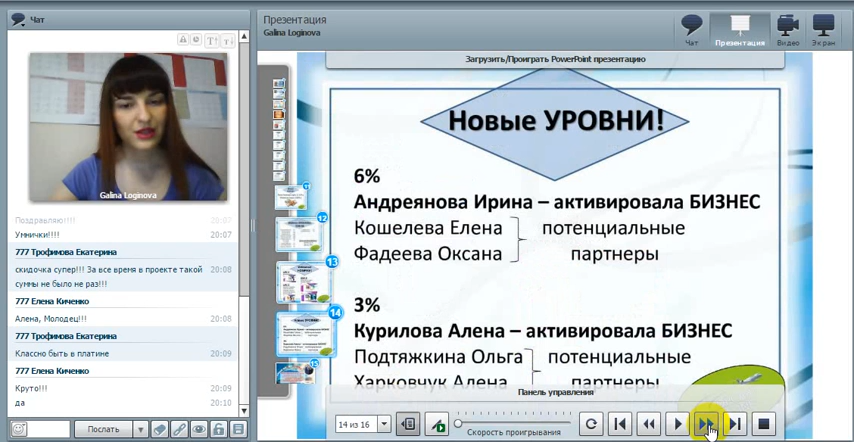 Чат
Galina Loginova
Поздравляю!!!! 20:07
Умнички!!!! 20:07
777 Трофимова Екатерина
скидочка супер!!! За все время в проекте такой 20:08
суммы не было не раз!!!
777 Елена Киченко
Алена, Молодец!!! 20:08
777 Трофимова Екатерина
Классно быть в платине 20:09
777 Елена Киченко
Круто!!! 20:09
да 20:10
Послать
Презентация
Galina Loginova
Чат
Презентация
Видео
Экран
Загрузить/Проиграть PowerPoint презентацию
12
13
14
Новые УРОВНИ!
6%
Андреянова Ирина – активировала БИЗНЕС
Кошелева Елена потенциальные
Фадеева Оксана партнеры
3%
Курилова Алена – активировала БИЗНЕС
Подтяжкина Ольга потенциальные
Харковчук Алена партнеры
Панель управления
14 из 16
Скорость проигрывания